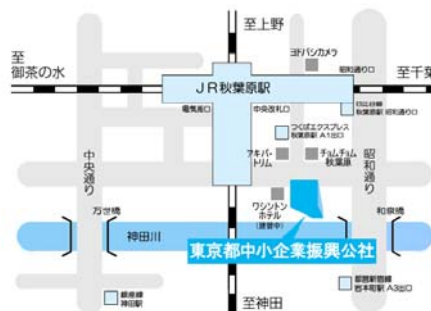 至上野
ヨドバシカメラ
昭和通り口
至
御茶の水
至千葉
JR秋葉原駅
電気街口
中央改札口
日比谷線
秋葉原駅 昭和通り口
つくばエクスプレス
秋葉原駅 A1出口
アキバ・
トリム
チョムチョム
秋葉原
中央通り
昭和通り
ワシントン
ホテル
(建替中)
万世橋
和泉橋
神田川
東京都中小企業振興公社
銀座線
神田駅
都営新宿線
岩本町駅 A3出口
至神田